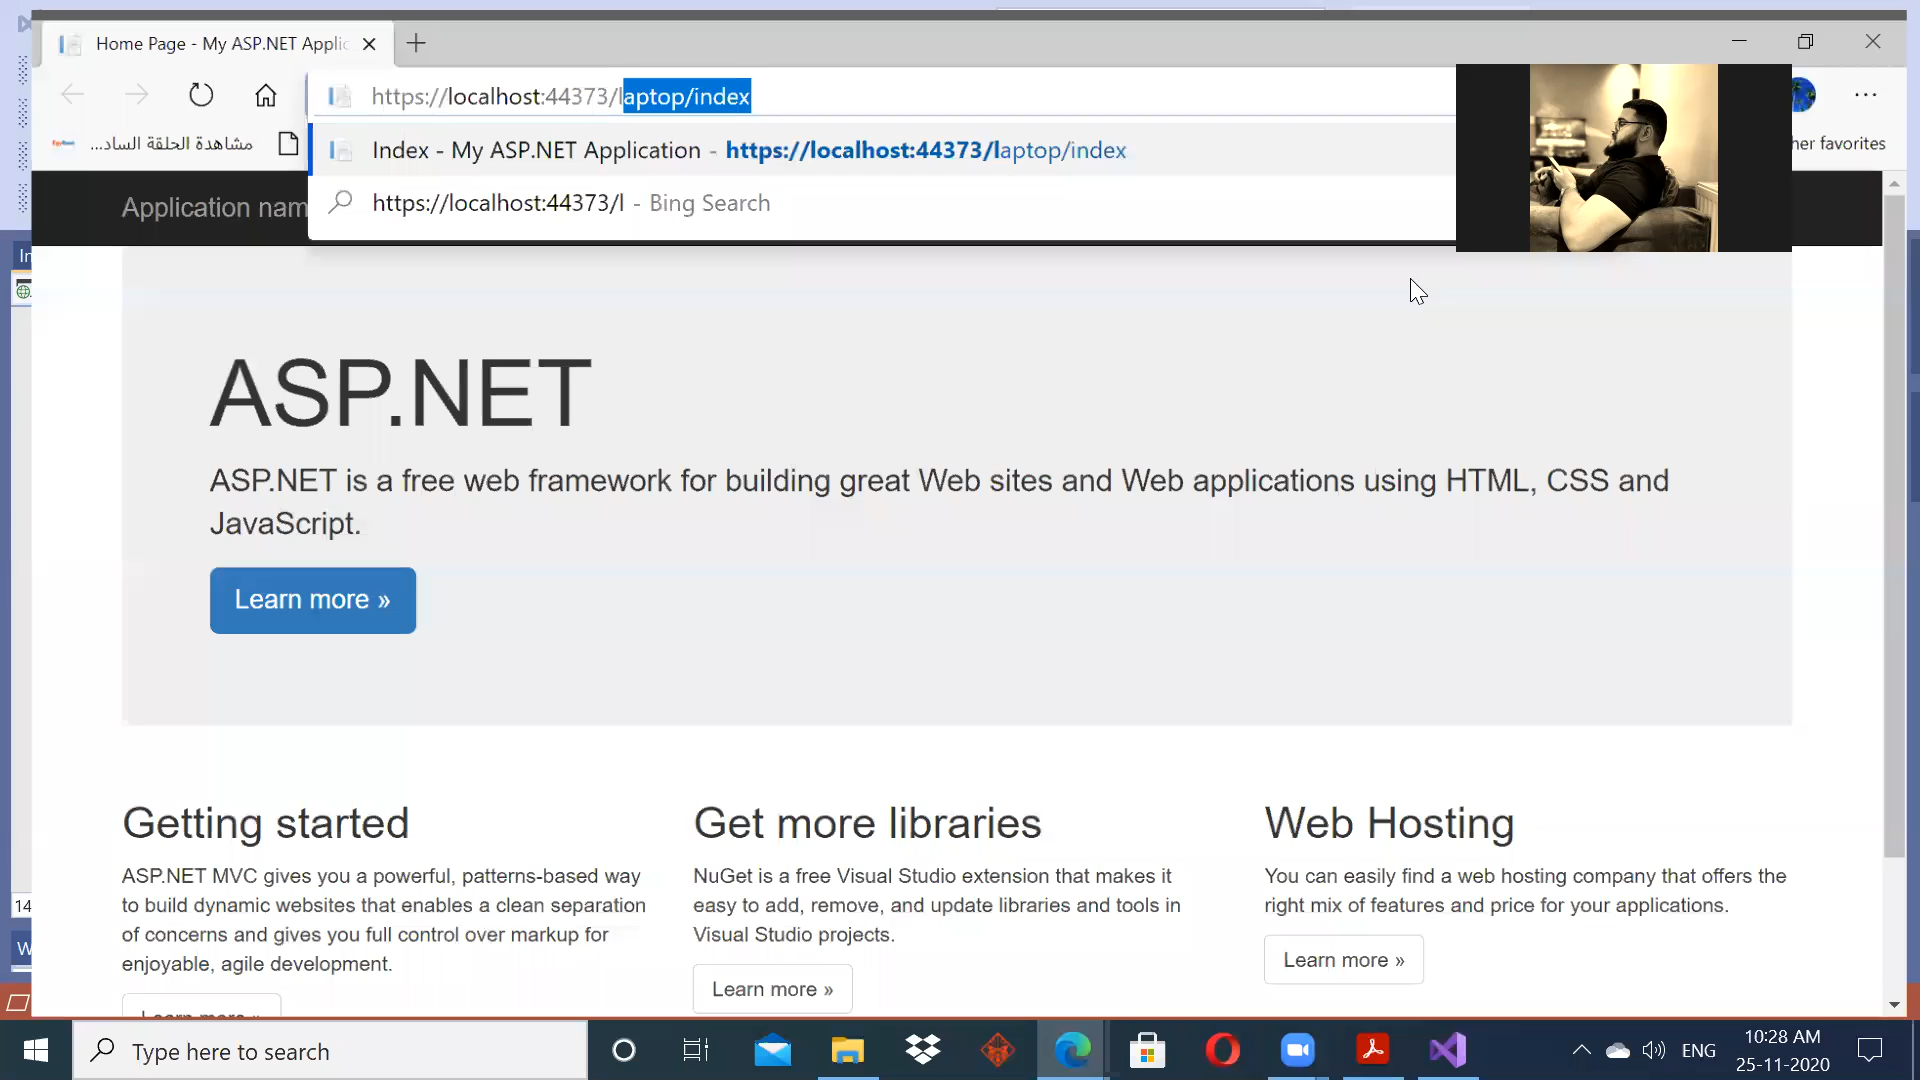 Home Page - My ASP.NET Applic
https://localhost:44373/laptop/index
مشاهدة الحلقة الساد...
Index - My ASP.NET Application - https://localhost:44373/laptop/index
her favorites
Application nam
https://localhost:44373/l - Bing Search
In
ASP.NET
ASP.NET is a free web framework for building great Web sites and Web applications using HTML, CSS and
JavaScript.
Learn more »
Getting started
ASP.NET MVC gives you a powerful, patterns-based way
to build dynamic websites that enables a clean separation
of concerns and gives you full control over markup for
enjoyable, agile development.
Learn more »
Get more libraries
NuGet is a free Visual Studio extension that makes it
easy to add, remove, and update libraries and tools in
Visual Studio projects.
Learn more »
Web Hosting
You can easily find a web hosting company that offers the
right mix of features and price for your applications.
Learn more »
14
W
Type here to search
ENG
10:28 AM
25-11-2020